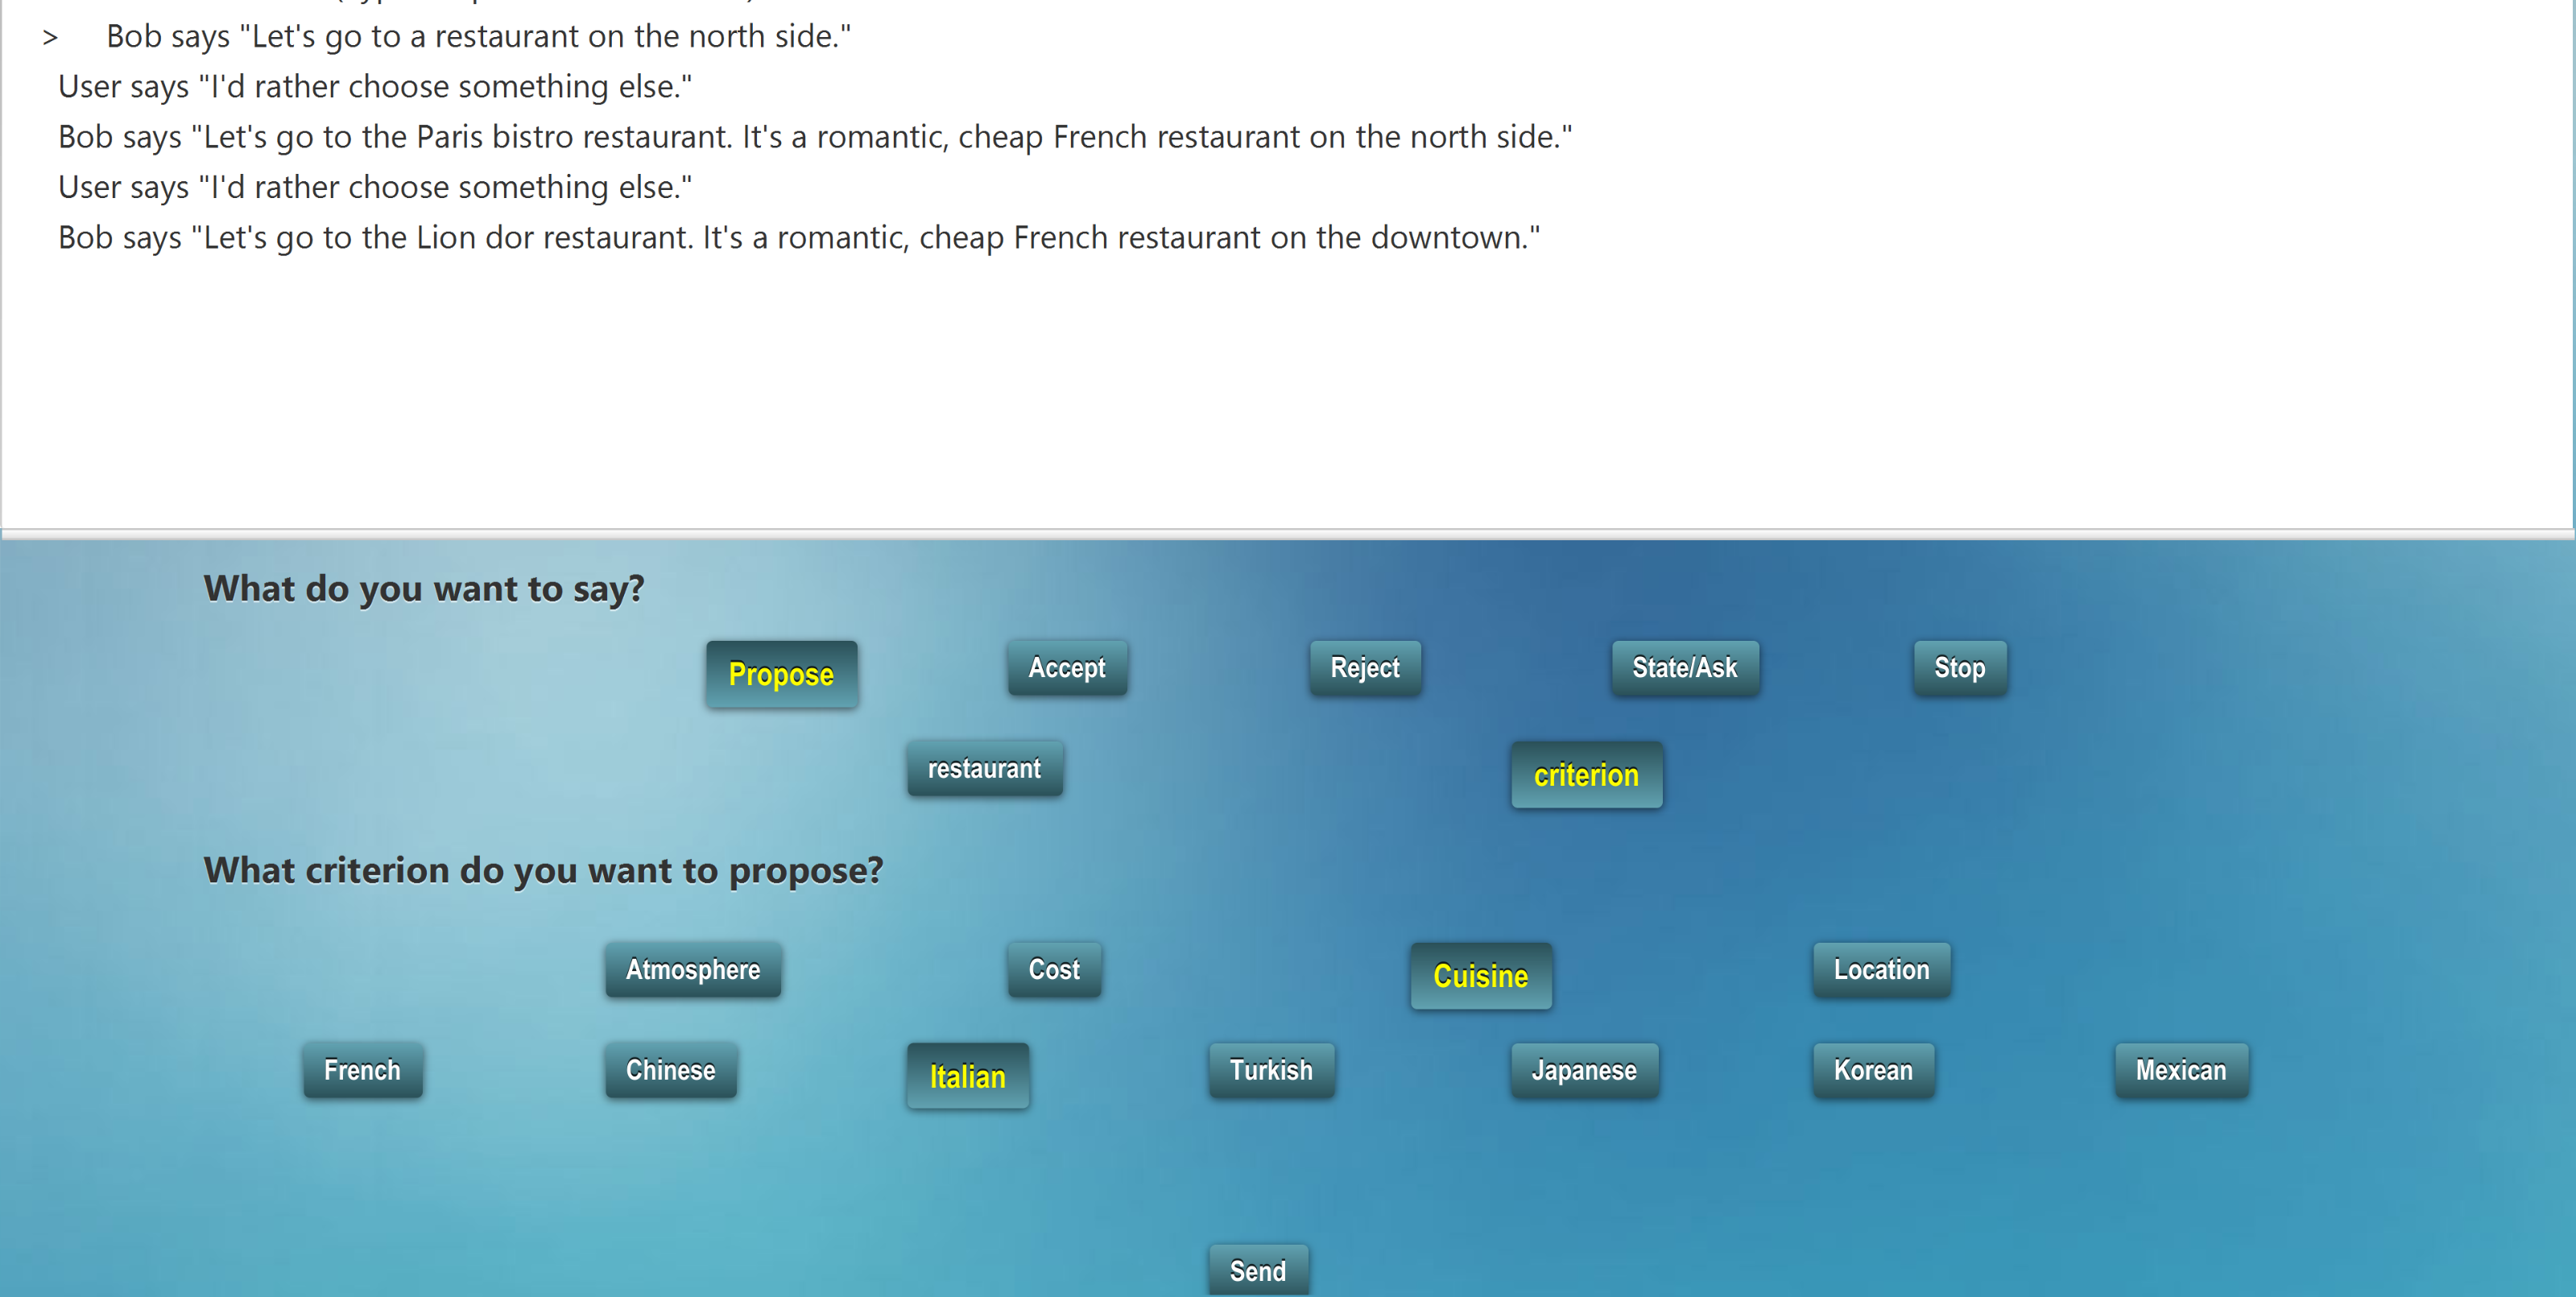 > Bob says "Let's go to a restaurant on the north side."
User says "I'd rather choose something else."
Bob says "Let's go to the Paris bistro restaurant. It's a romantic, cheap French restaurant on the north side."
User says "I'd rather choose something else."
Bob says "Let's go to the Lion dor restaurant. It's a romantic, cheap French restaurant on the downtown."
What do you want to say?
Propose Accept Reject State/Ask Stop
restaurant criterion
What criterion do you want to propose?
Atmosphere Cost Cuisine Location
French Chinese Italian Turkish Japanese Korean Mexican
Send